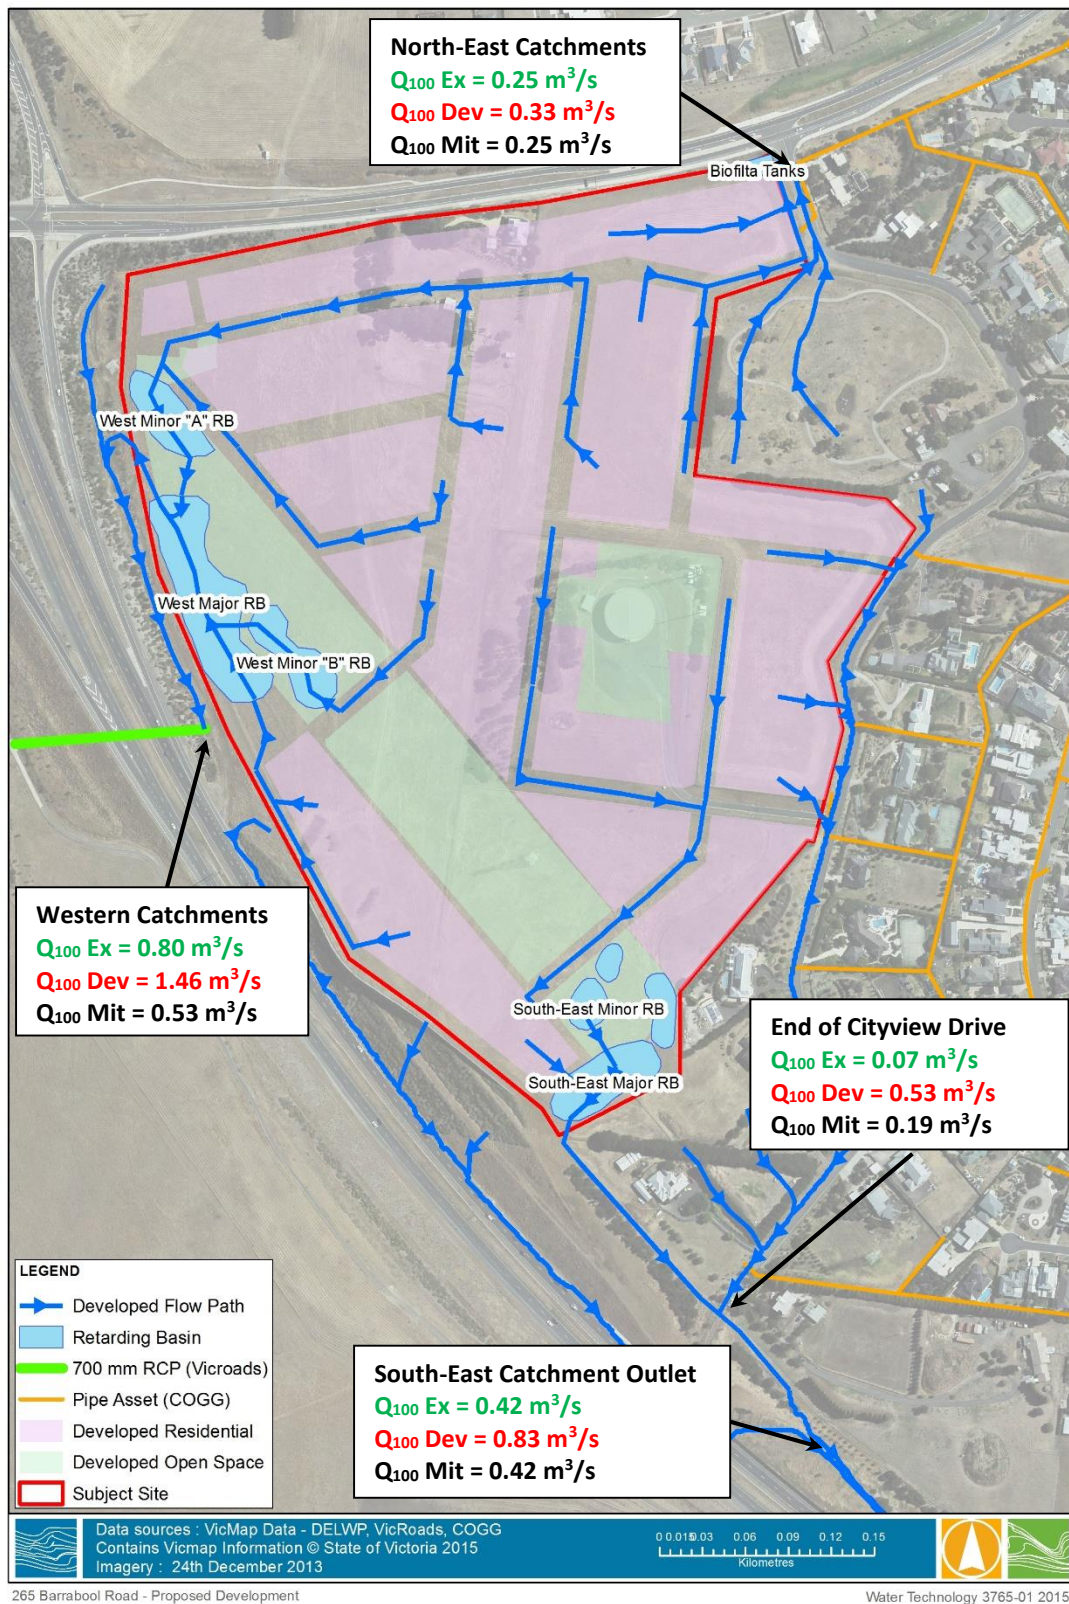 North-East Catchments
Q100 Ex = 0.25 m³/s
Q100 Dev = 0.33 m³/s
Q100 Mit = 0.25 m³/s
Biofilta Tanks
West Minor "A" RB
West Major RB
West Minor "B" RB
Western Catchments
Q100 Ex = 0.80 m³/s
Q100 Dev = 1.46 m³/s
Q100 Mit = 0.53 m³/s
South-East Minor RB
South-East Major RB
End of Cityview Drive
Q100 Ex = 0.07 m³/s
Q100 Dev = 0.53 m³/s
Q100 Mit = 0.19 m³/s
South-East Catchment Outlet
Q100 Ex = 0.42 m³/s
Q100 Dev = 0.83 m³/s
Q100 Mit = 0.42 m³/s
LEGEND
Developed Flow Path
Retarding Basin
700 mm RCP (Vicroads)
Pipe Asset (COGG)
Developed Residential
Developed Open Space
Subject Site
Data sources : VicMap Data - DELWP, VicRoads, COGG
Contains Vicmap Information © State of Victoria 2015
Imagery : 24th December 2013
0 0.015 0.03 0.06 0.09 0.12 0.15
Kilometres
265 Barrabool Road - Proposed Development
Water Technology 3765-01 2015